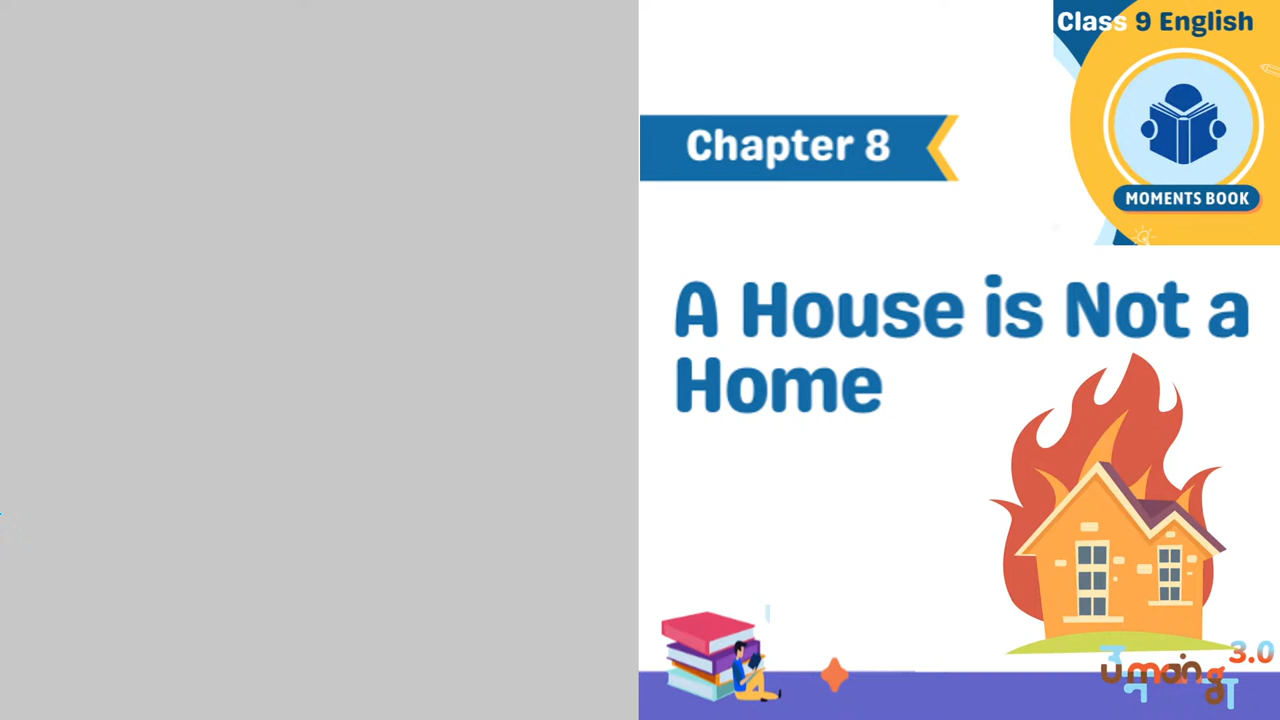 Class 9 English
Chapter 8
MOMENTS BOOK
A House is Not a
Home
3.0